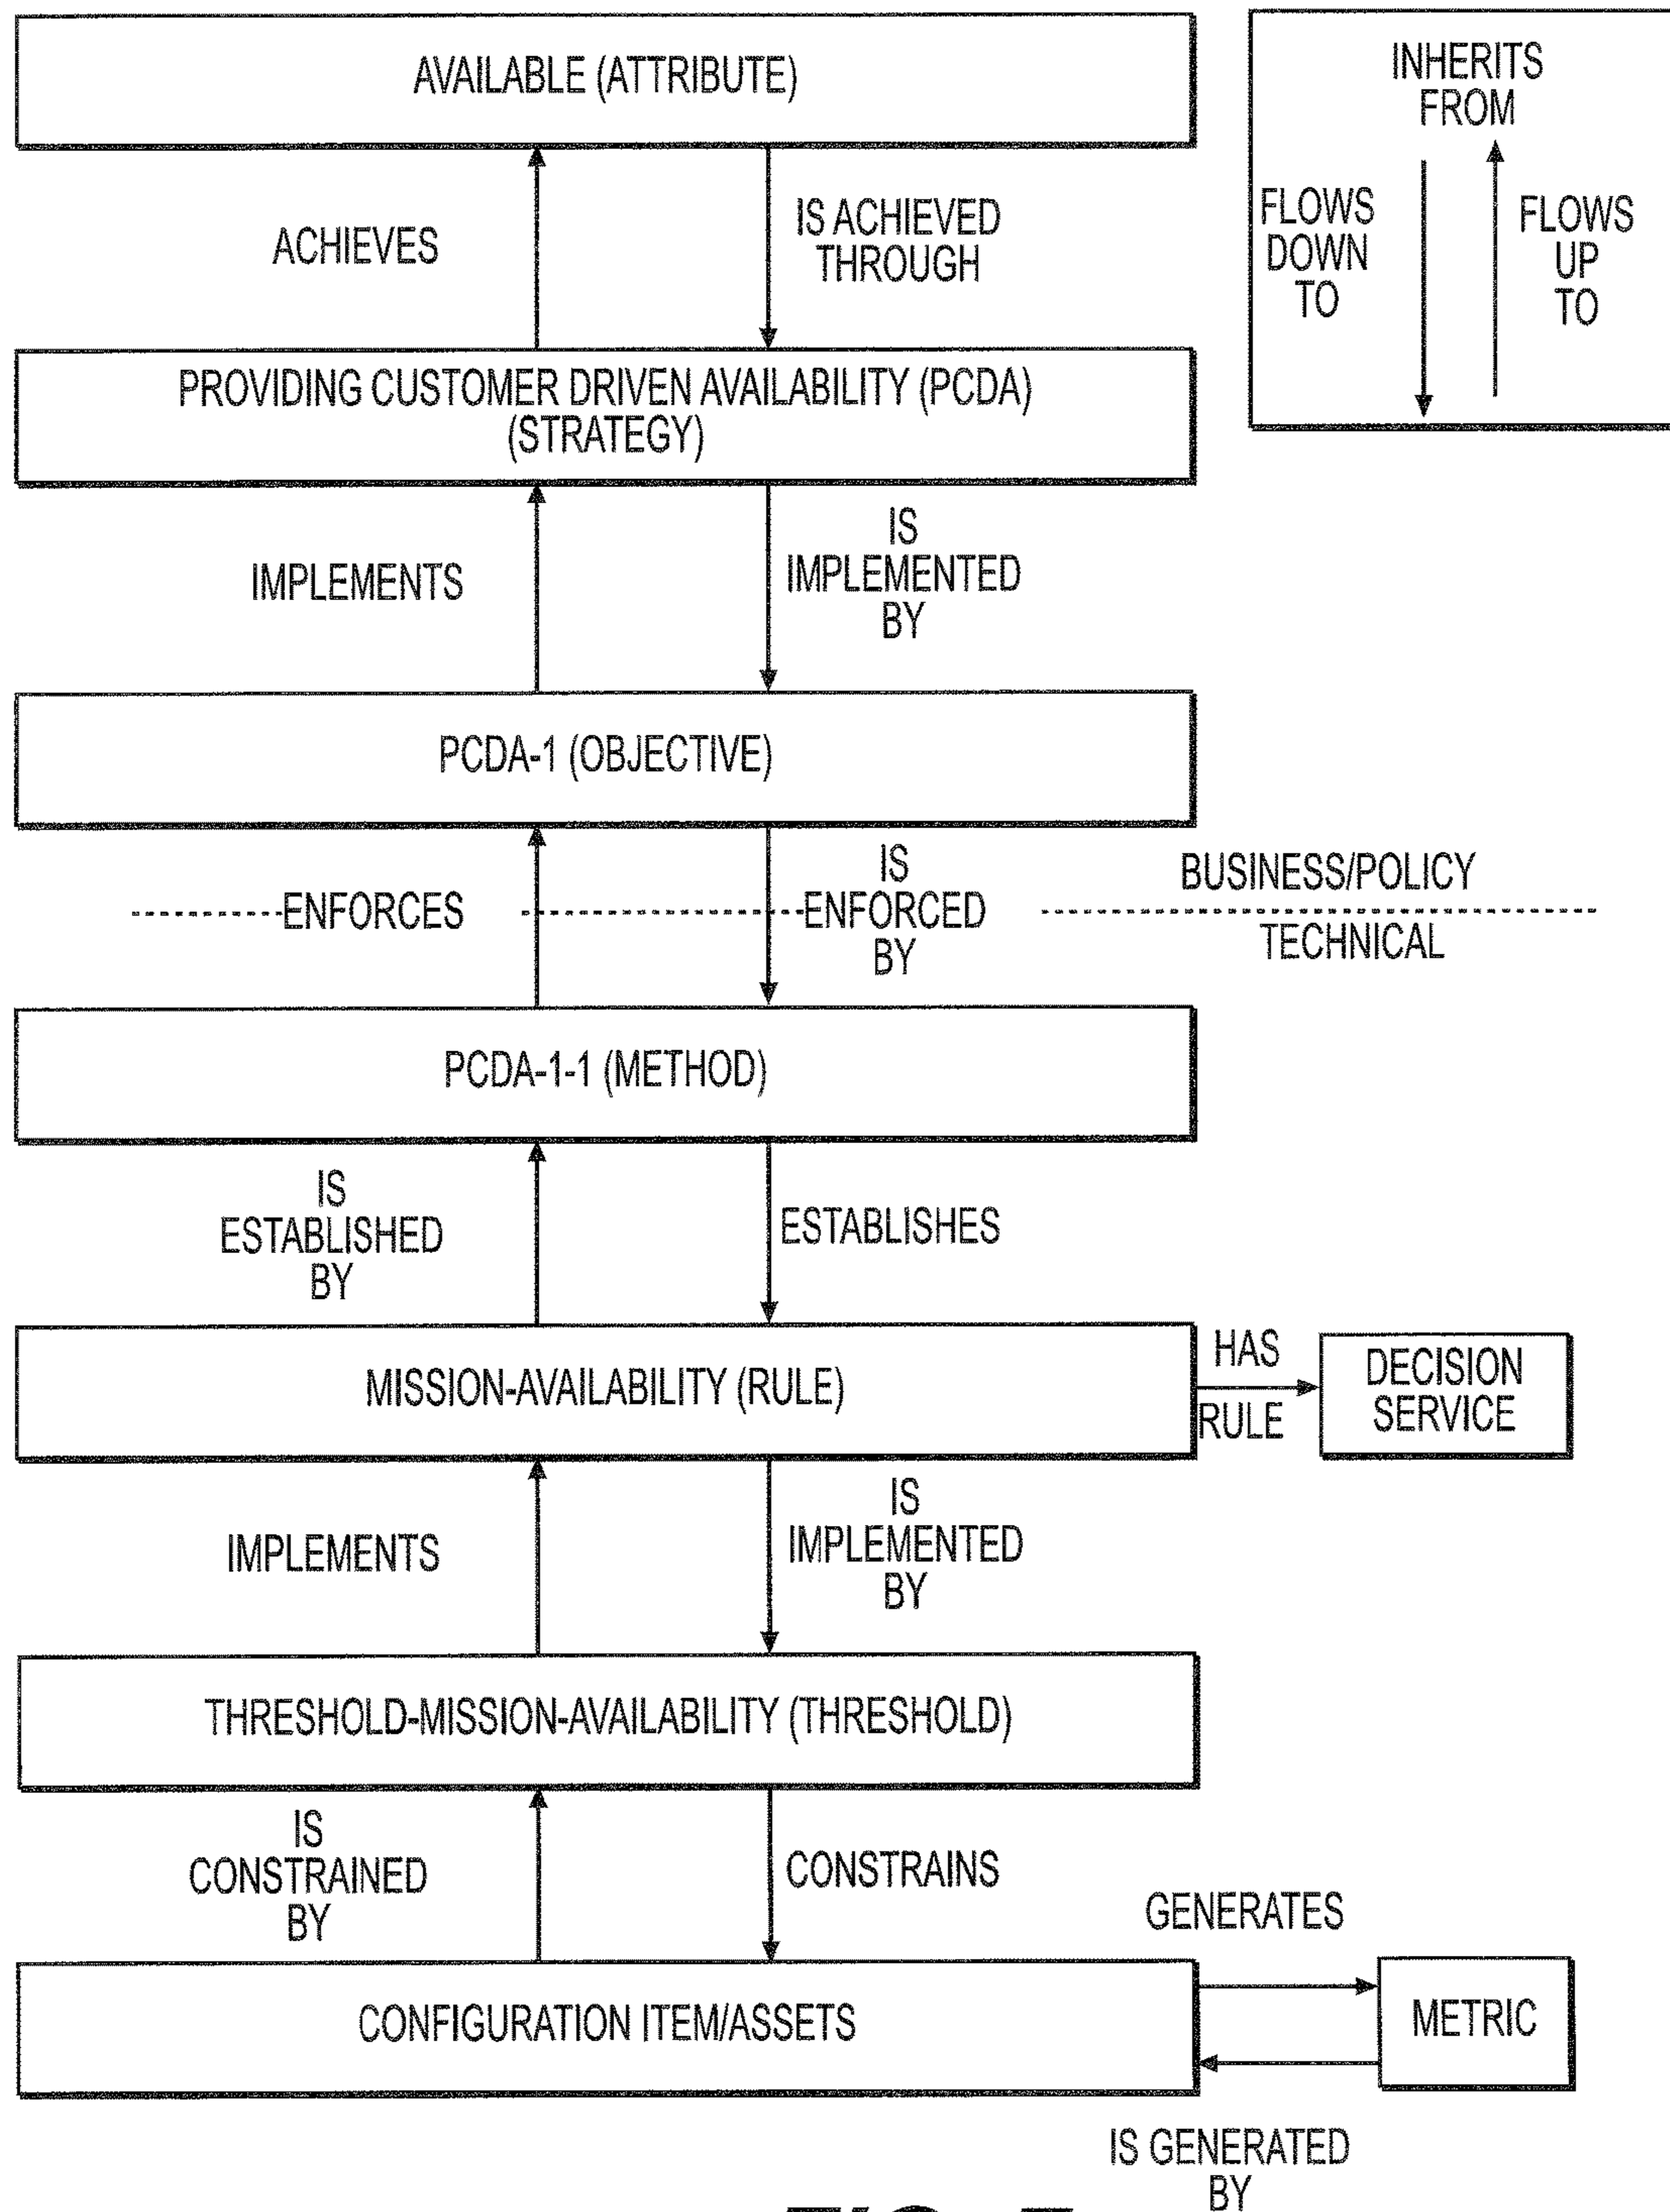 AVAILABLE (ATTRIBUTE)
INHERITS
FROM
FLOWS
DOWN
TO
FLOWS
UP
TO
ACHIEVES
IS ACHIEVED
THROUGH
PROVIDING CUSTOMER DRIVEN AVAILABILITY (PCDA)
(STRATEGY)
IMPLEMENTS
IS
IMPLEMENTED
BY
PCDA-1 (OBJECTIVE)
ENFORCES
IS
ENFORCED
BY
BUSINESS/POLICY
TECHNICAL
PCDA-1-1 (METHOD)
IS
ESTABLISHED
BY
ESTABLISHES
MISSION-AVAILABILITY (RULE)
HAS
RULE
DECISION
SERVICE
IMPLEMENTS
IS
IMPLEMENTED
BY
THRESHOLD-MISSION-AVAILABILITY (THRESHOLD)
IS
CONSTRAINED
BY
CONSTRAINS
GENERATES
CONFIGURATION ITEM/ASSETS
METRIC
IS GENERATED
BY